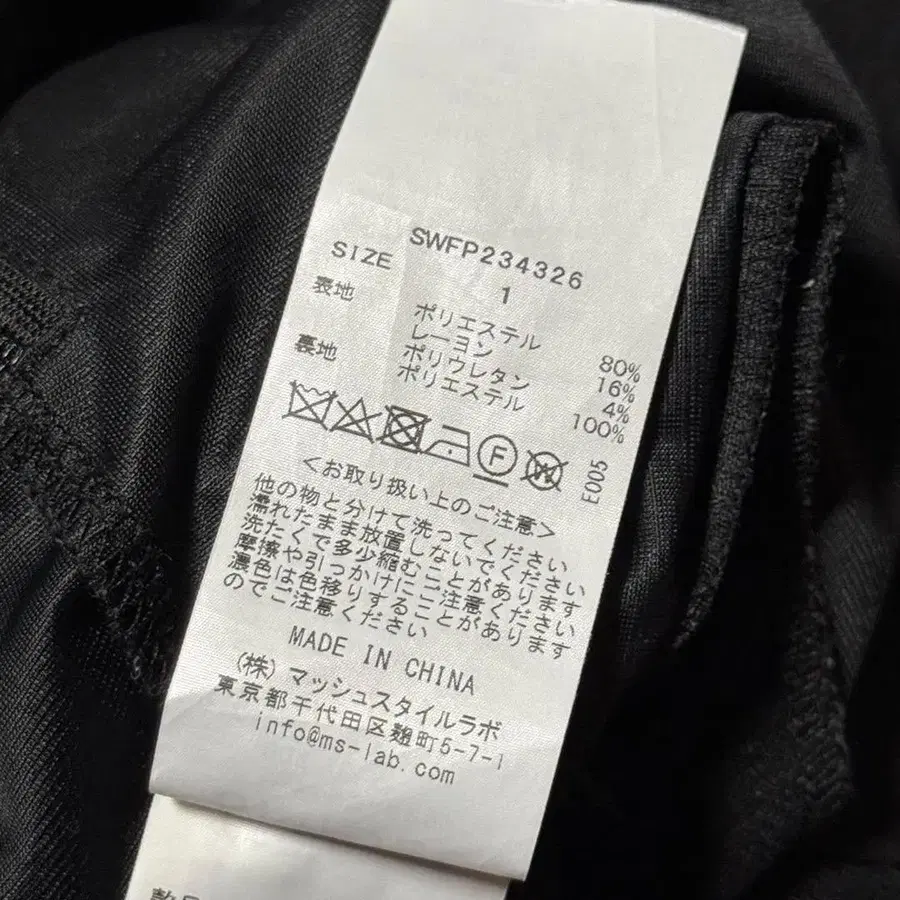 SWFP234326
SIZE 1
表地 ポリエステル 80%
レーヨン 16%
ポリウレタン 4%
裏地 ポリエステル 100%
F W
E005
<お取り扱い上のご注意>
他の物と分けて洗ってください
濡れたまま放置しないでください
洗たくで多少縮むことがあります
摩擦や引っかけにご注意ください
濃色は色移りすることがあります
のでご注意ください
MADE IN CHINA
(株) マッシュスタイルラボ
東京都千代田区麹町5-7-1
info@ms-lab.com